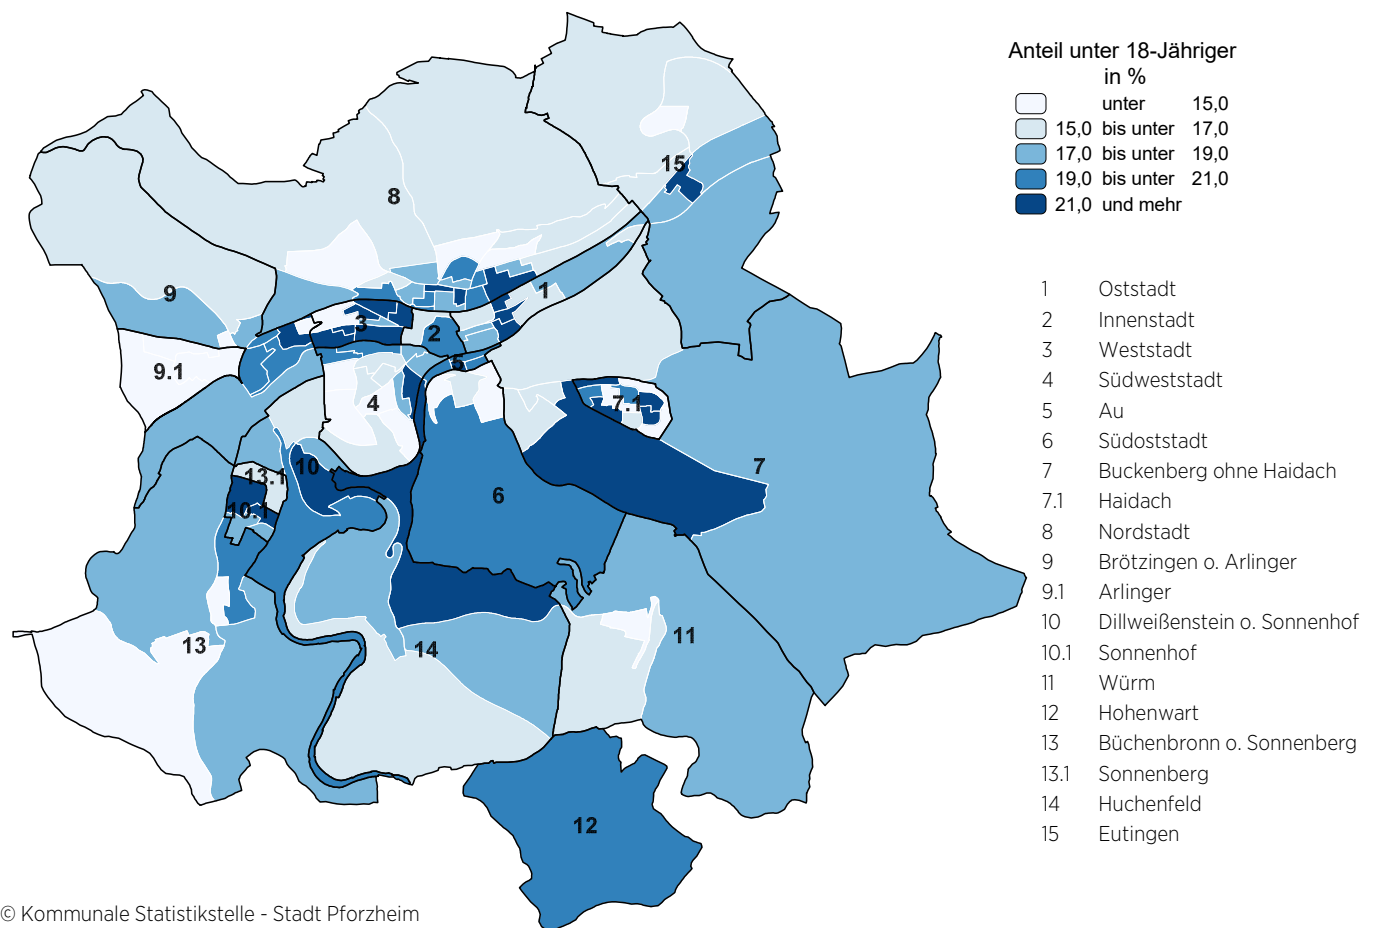 Anteil unter 18-Jähriger
in %
unter 15,0
15,0 bis unter 17,0
17,0 bis unter 19,0
19,0 bis unter 21,0
21,0 und mehr
15
8
9
1
3
2
5
9.1
4
7.1
10
13.1
7
6
10.1
11
13
14
12
1 Oststadt
2 Innenstadt
3 Weststadt
4 Südweststadt
5 Au
6 Südoststadt
7 Buckenberg ohne Haidach
7.1 Haidach
8 Nordstadt
9 Brötzingen o. Arlinger
9.1 Arlinger
10 Dillweißenstein o. Sonnenhof
10.1 Sonnenhof
11 Würm
12 Hohenwart
13 Büchenbronn o. Sonnenberg
13.1 Sonnenberg
14 Huchenfeld
15 Eutingen
© Kommunale Statistikstelle - Stadt Pforzheim